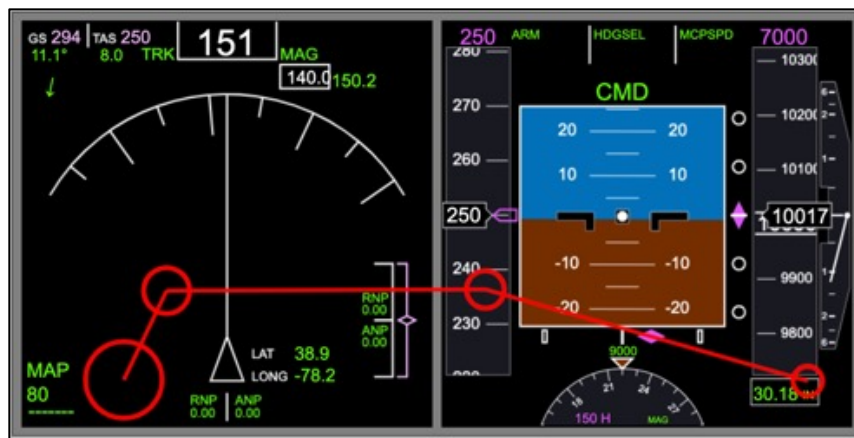 GS 294 TAS 250
11.1° 8.0 TRK 151 MAG
140.0 150.2
RNP
0.00
ANP
0.00
LAT 38.9
LONG -78.2
MAP
80
-------
RNP ANP
0.00 0.00
250 ARM HDGSEL MCPSPD 7000
280
270
260
250
240
230
CMD
20 20
10 10
-10 -10
-20 -20
10300
10200
10100
10017
9900
9800
6
2
1
1
2
6
30.18 IN
9000
18 21 24 27
150 H MAG